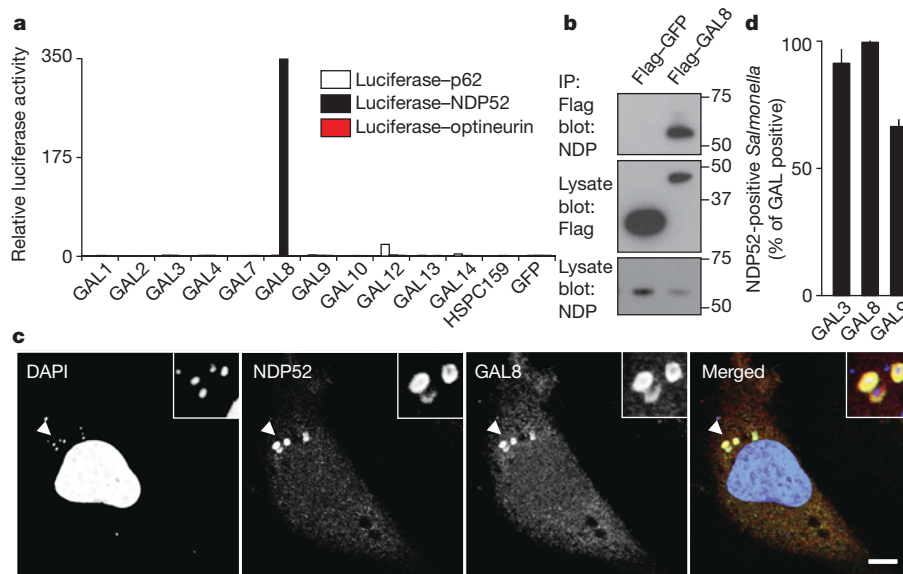 a
Relative luciferase activity
350
175
0
Luciferase–p62
Luciferase–NDP52
Luciferase–optineurin
GAL1
GAL2
GAL3
GAL4
GAL7
GAL8
GAL9
GAL10
GAL12
GAL13
GAL14
HSPC159
GFP
b
Flag–GFP
Flag–GAL8
IP:
Flag
blot:
NDP
75
50
Lysate
blot:
Flag
50
37
Lysate
blot:
NDP
75
50
d
NDP52-positive Salmonella
(% of GAL positive)
100
50
0
GAL3
GAL8
GAL9
c
DAPI
NDP52
GAL8
Merged